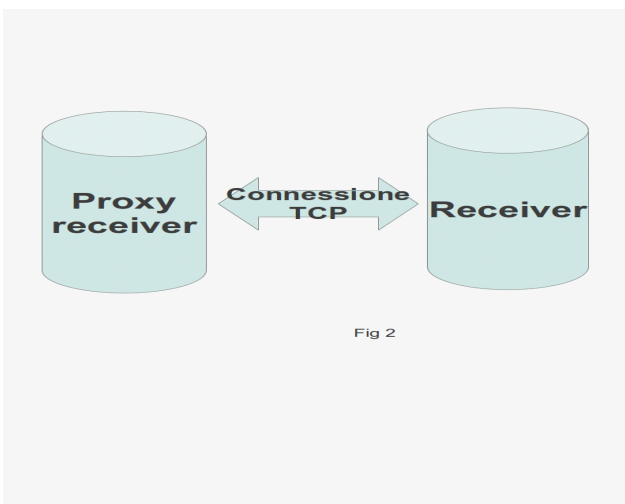 Proxy
receiver
Connessione
TCP
Receiver
Fig 2